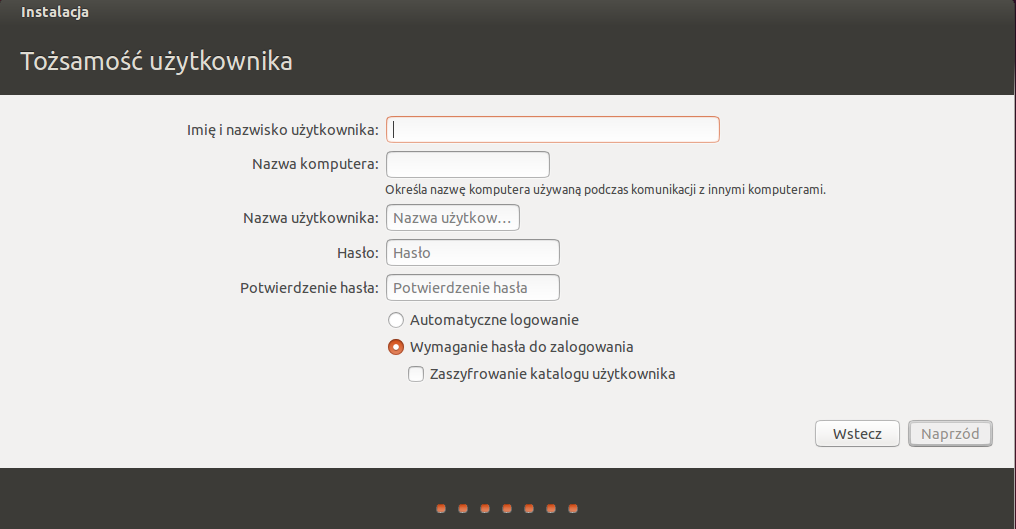 Instalacja
Tożsamość użytkownika
Imię i nazwisko użytkownika:
Nazwa komputera:
Określa nazwę komputera używaną podczas komunikacji z innymi komputerami.
Nazwa użytkownika: Nazwa użytkow...
Hasło: Hasło
Potwierdzenie hasła: Potwierdzenie hasła
Automatyczne logowanie
Wymaganie hasła do zalogowania
Zaszyfrowanie katalogu użytkownika
Wstecz Naprzód